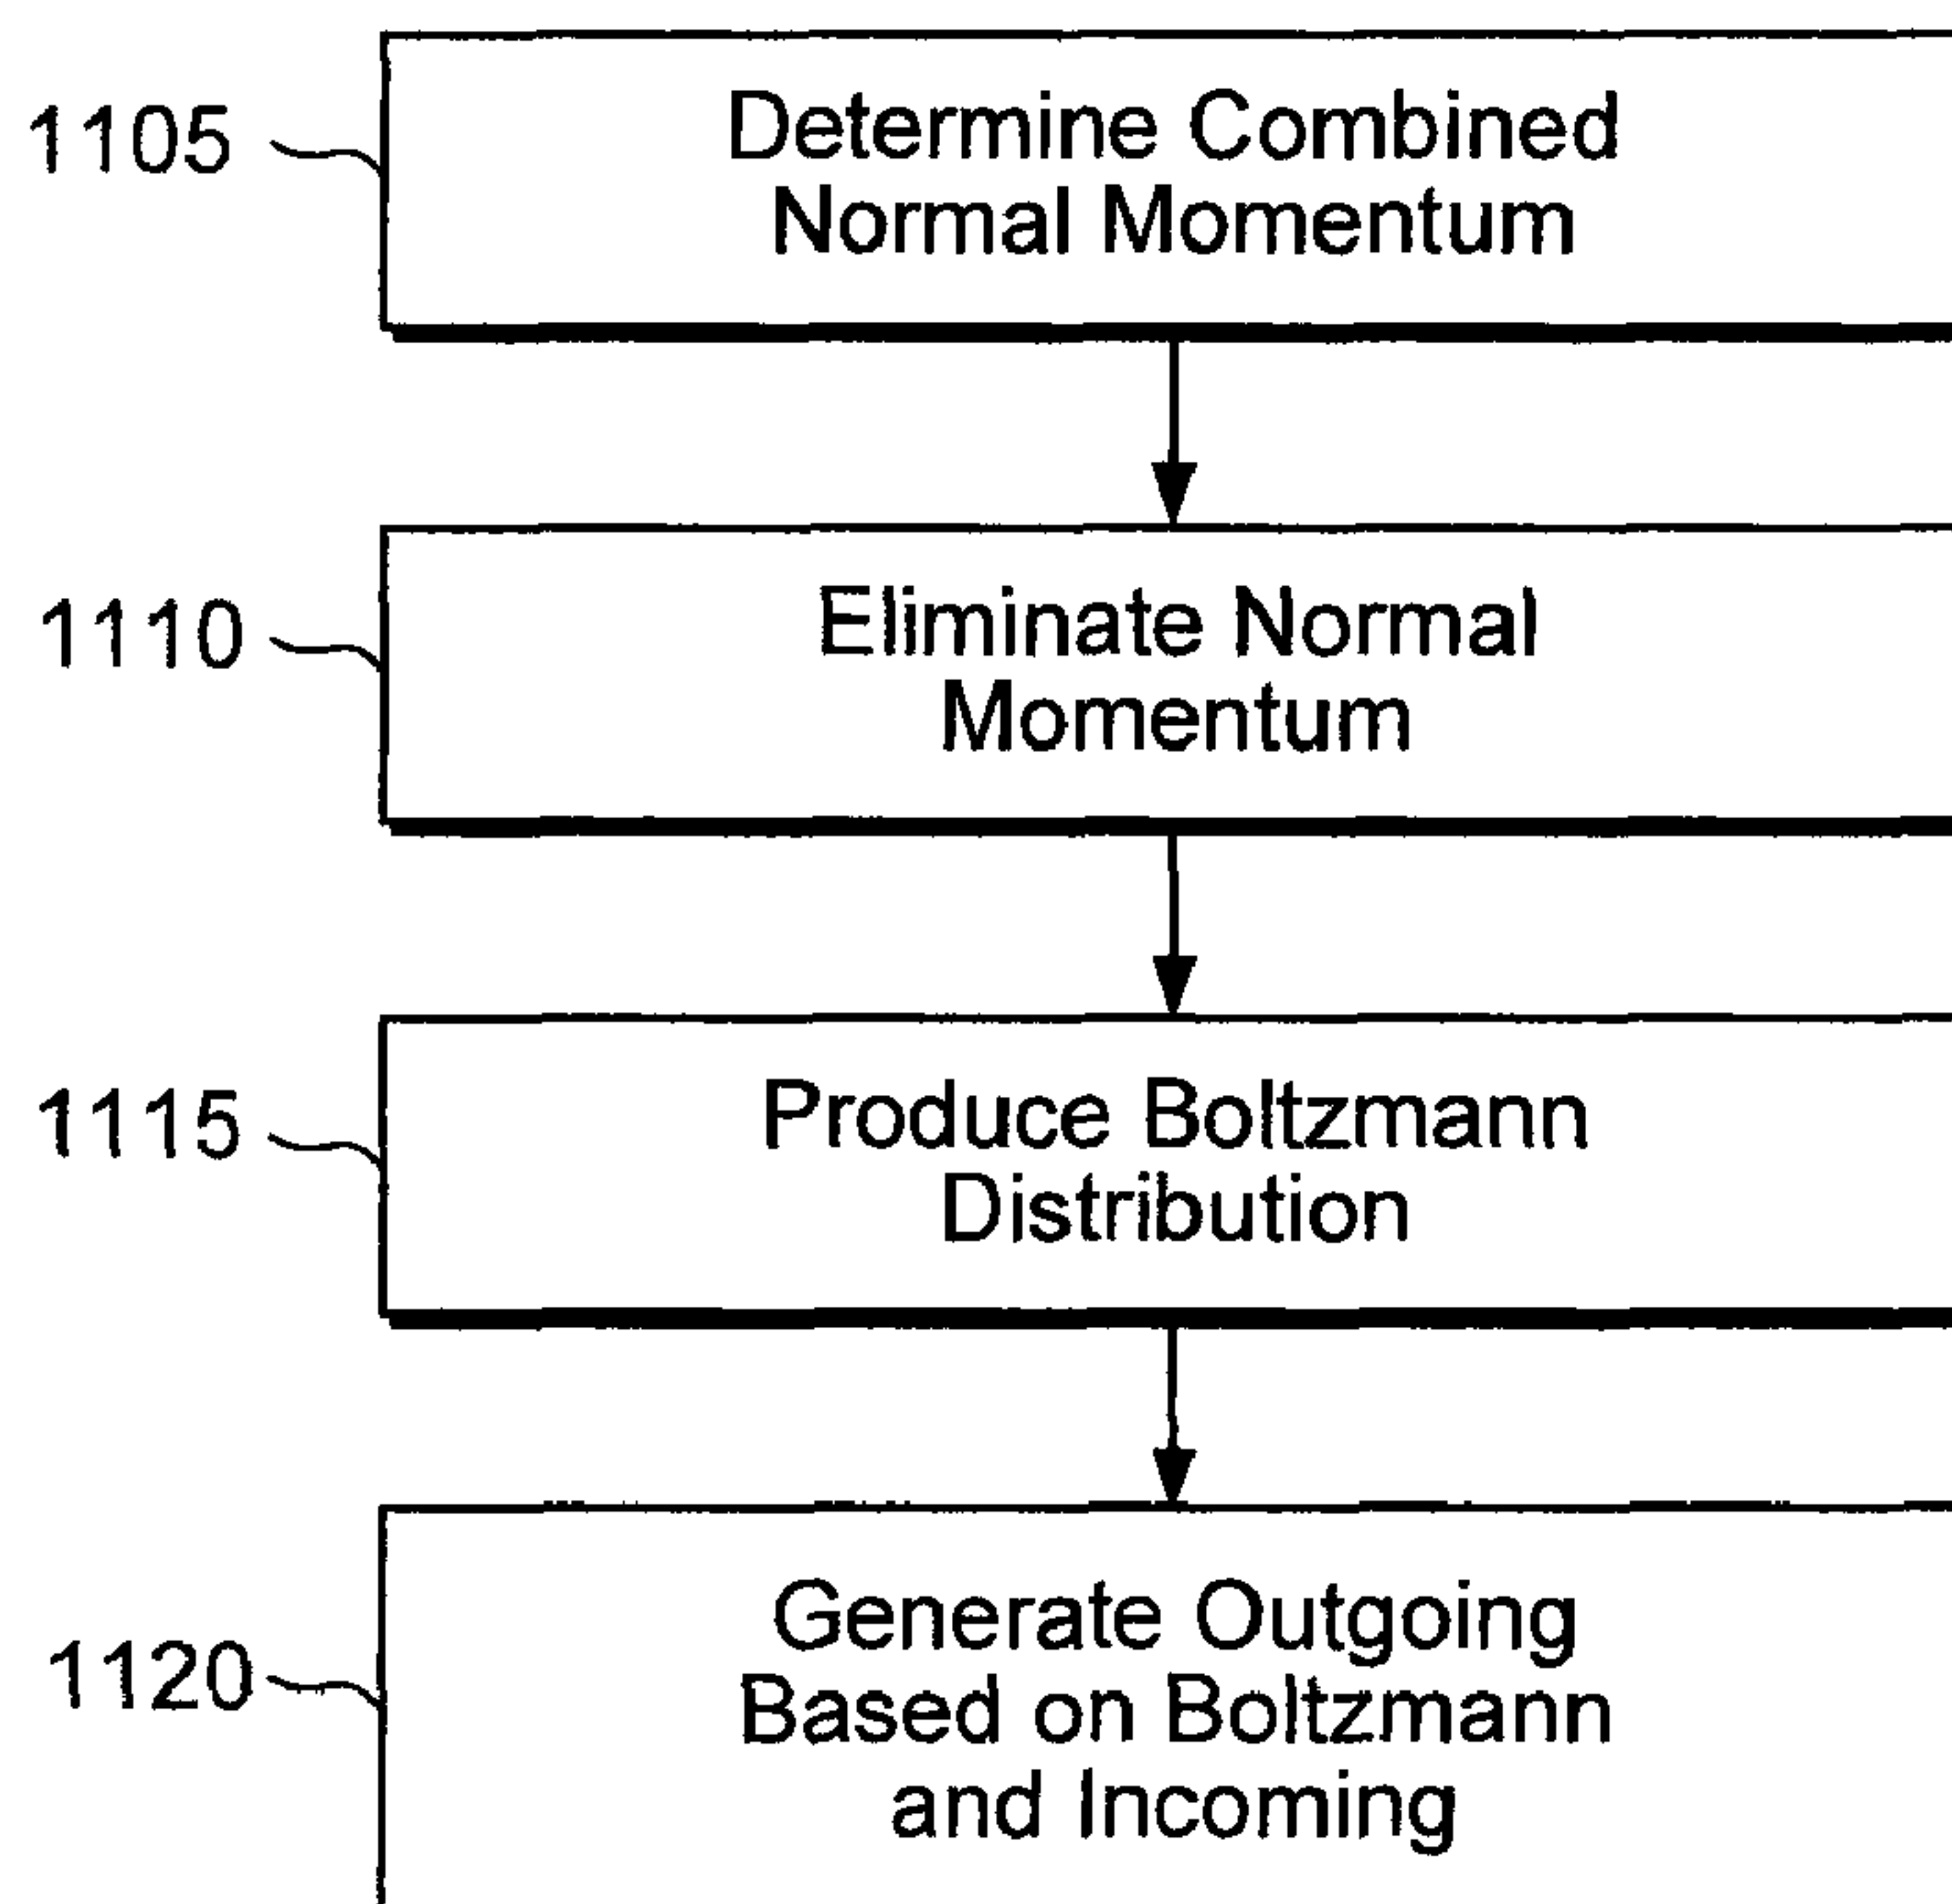 1105
Determine Combined
Normal Momentum
1110
Eliminate Normal
Momentum
1115
Produce Boltzmann
Distribution
1120
Generate Outgoing
Based on Boltzmann
and Incoming